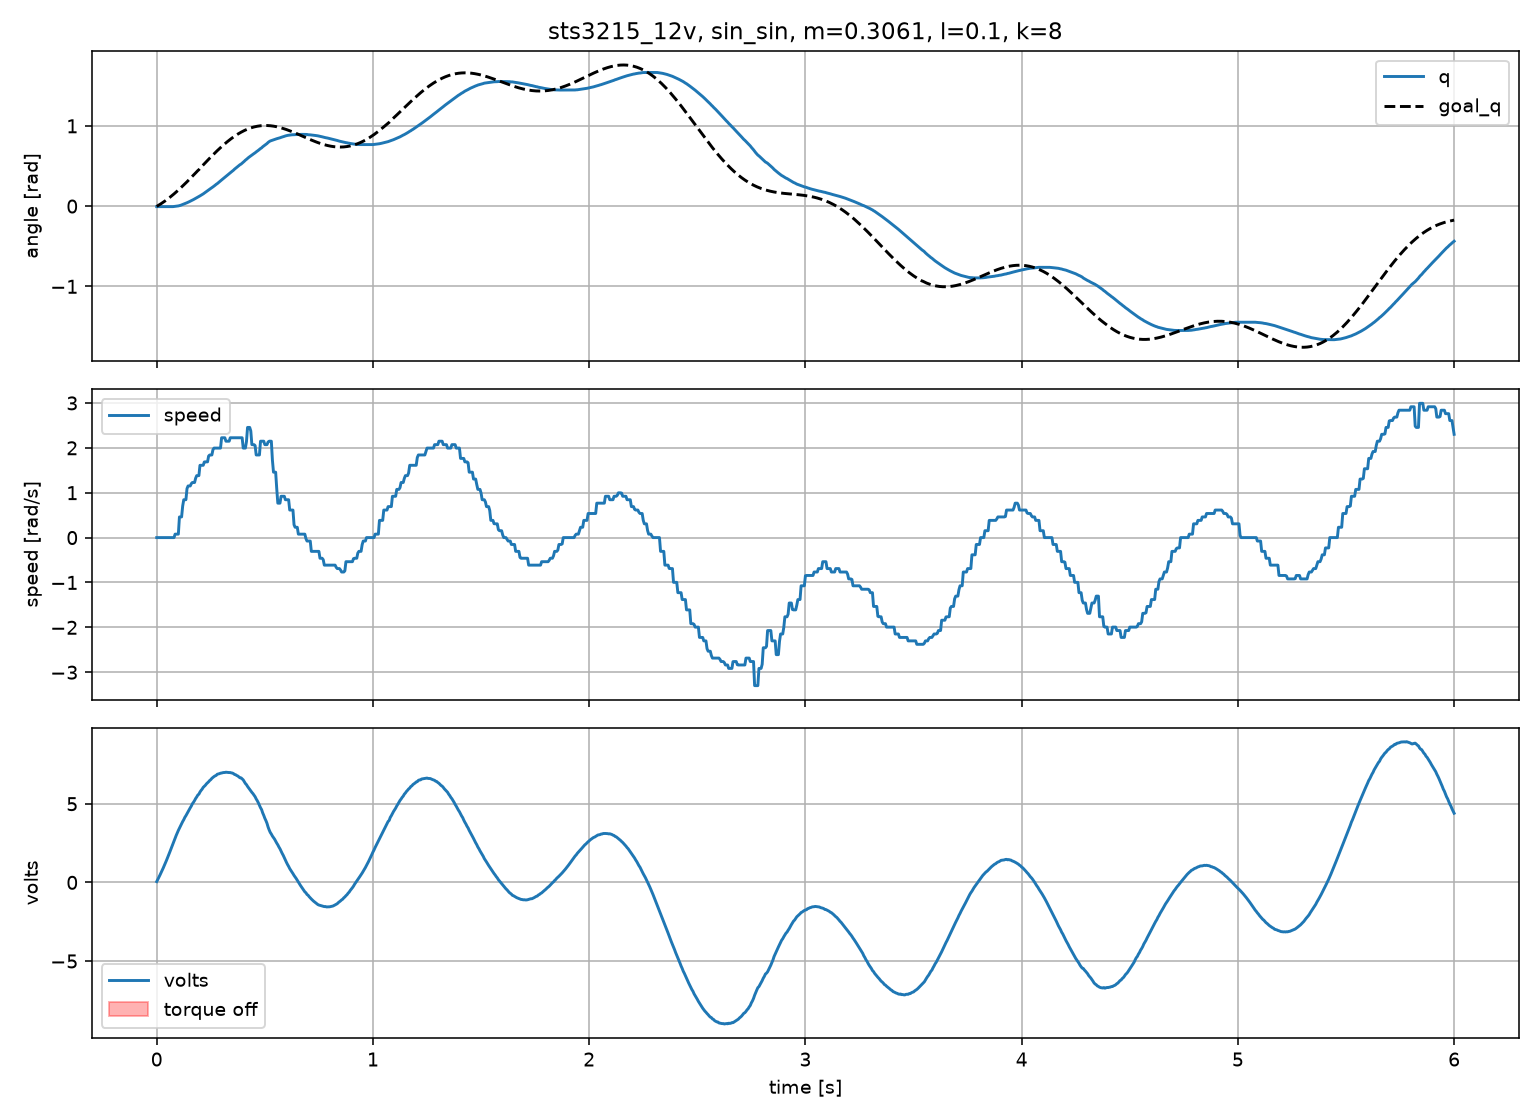 sts3215_12v, sin_sin, m=0.3061, l=0.1, k=8
q
goal_q
angle [rad]
1
0
−1
speed
speed [rad/s]
3
2
1
0
−1
−2
−3
volts
5
0
−5
volts
torque off
0
1
2
3
4
5
6
time [s]